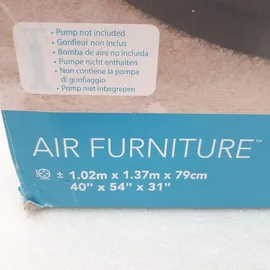 • Pump not included
• Gonfleur non inclus
• Bomba de aire no incluida
• Pumpe nicht enthalten
• Non contiene la pompa
di gonfiaggio
• Pomp niet inbegrepen
AIR FURNITURE™
± 1.02m x 1.37m x 79cm
40" x 54" x 31"